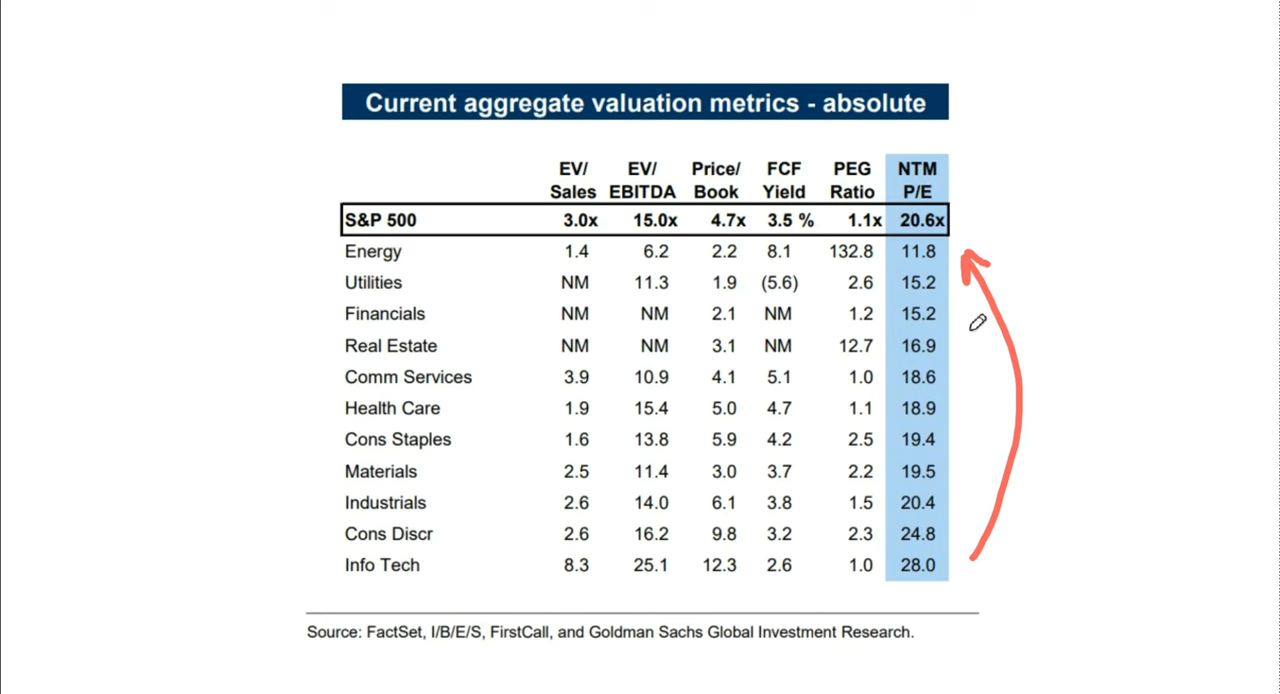 Current aggregate valuation metrics - absolute
EV/ EV/ Price/ FCF PEG NTM
Sales EBITDA Book Yield Ratio P/E
S&P 500 3.0x 15.0x 4.7x 3.5 % 1.1x 20.6x
Energy 1.4 6.2 2.2 8.1 132.8 11.8
Utilities NM 11.3 1.9 (5.6) 2.6 15.2
Financials NM NM 2.1 NM 1.2 15.2
Real Estate NM NM 3.1 NM 12.7 16.9
Comm Services 3.9 10.9 4.1 5.1 1.0 18.6
Health Care 1.9 15.4 5.0 4.7 1.1 18.9
Cons Staples 1.6 13.8 5.9 4.2 2.5 19.4
Materials 2.5 11.4 3.0 3.7 2.2 19.5
Industrials 2.6 14.0 6.1 3.8 1.5 20.4
Cons Discr 2.6 16.2 9.8 3.2 2.3 24.8
Info Tech 8.3 25.1 12.3 2.6 1.0 28.0
Source: FactSet, I/B/E/S, FirstCall, and Goldman Sachs Global Investment Research.